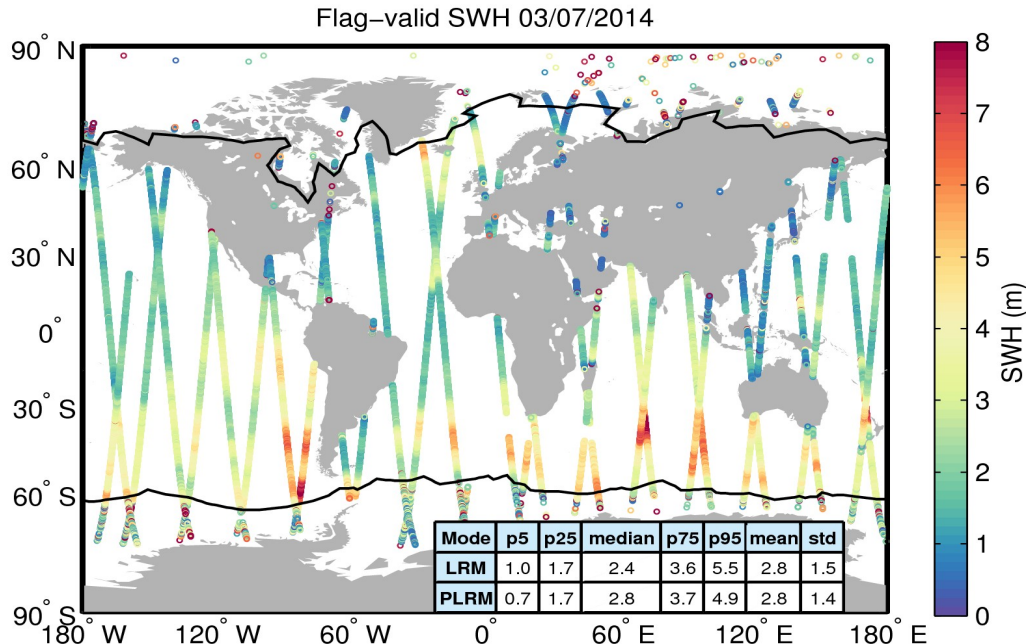 Flag-valid SWH 03/07/2014
90° N
60° N
30° N
0°
30° S
60° S
90° S
180° W 120° W 60° W 0° 60° E 120° E 180° E
Mode p5 p25 median p75 p95 mean std
LRM 1.0 1.7 2.4 3.6 5.5 2.8 1.5
PLRM 0.7 1.7 2.8 3.7 4.9 2.8 1.4
8
7
6
5
4
3
2
1
0
SWH (m)